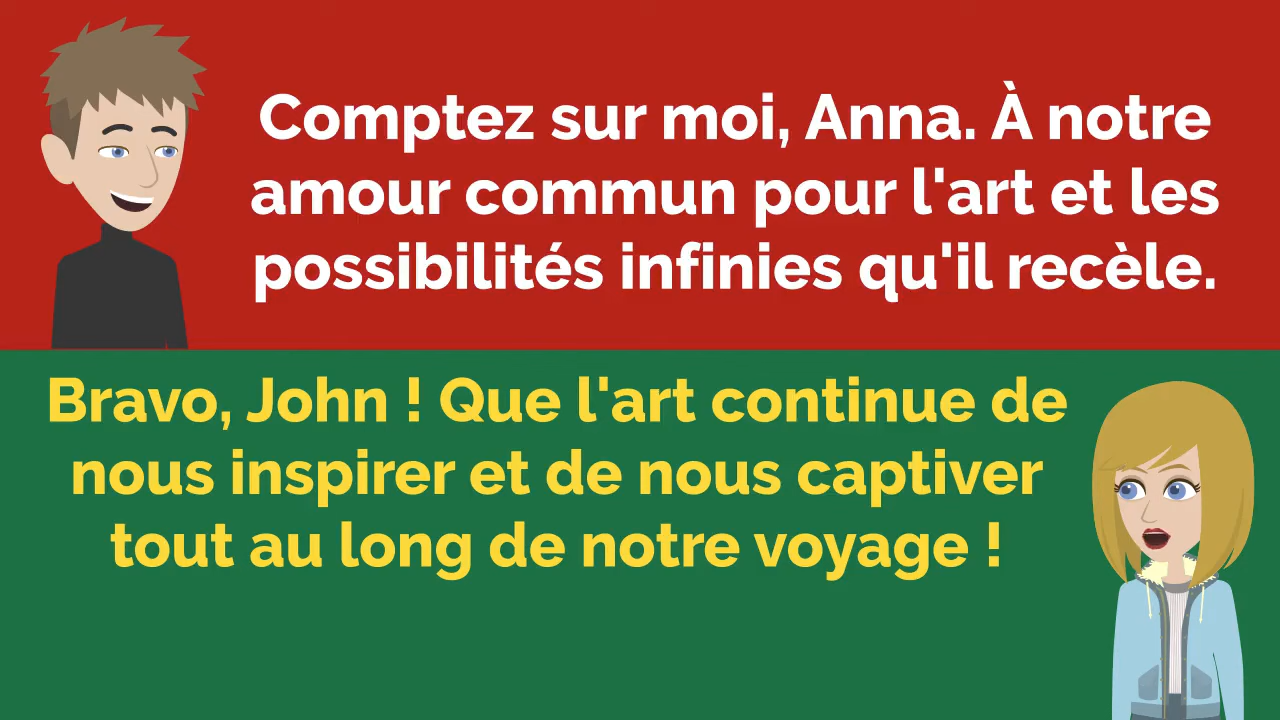 Comptez sur moi, Anna. À notre
amour commun pour l'art et les
possibilités infinies qu'il recèle.
Bravo, John ! Que l'art continue de
nous inspirer et de nous captiver
tout au long de notre voyage !